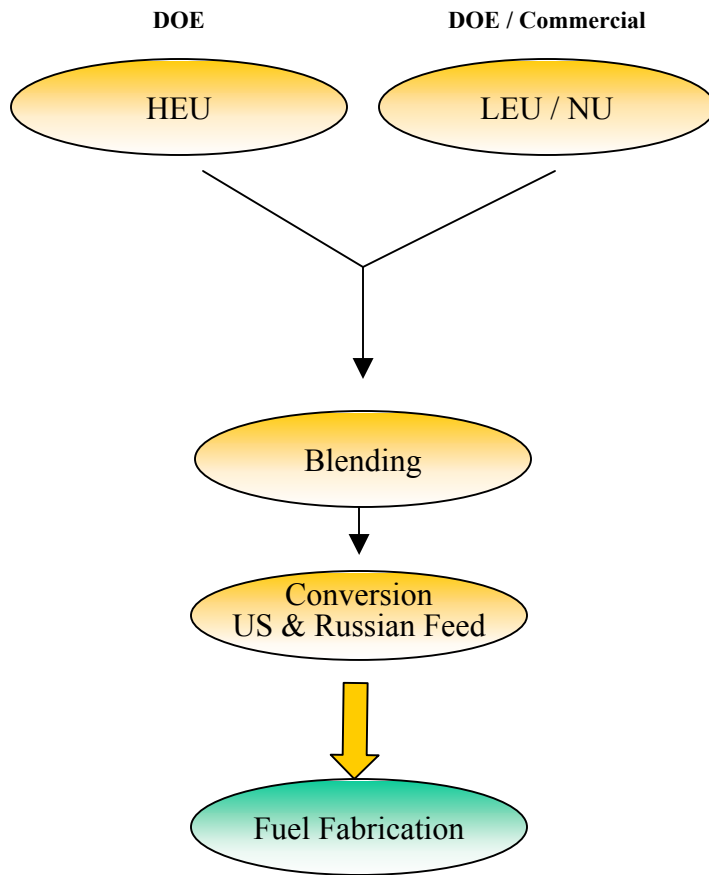 DOE
DOE / Commercial
HEU
LEU / NU
Blending
Conversion
US & Russian Feed
Fuel Fabrication